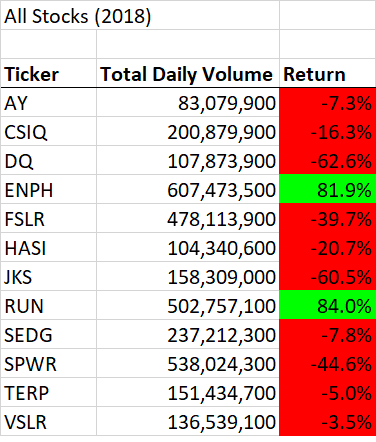 All Stocks (2018)
Ticker Total Daily Volume Return
AY 83,079,900 -7.3%
CSIQ 200,879,900 -16.3%
DQ 107,873,900 -62.6%
ENPH 607,473,500 81.9%
FSLR 478,113,900 -39.7%
HASI 104,340,600 -20.7%
JKS 158,309,000 -60.5%
RUN 502,757,100 84.0%
SEDG 237,212,300 -7.8%
SPWR 538,024,300 -44.6%
TERP 151,434,700 -5.0%
VSLR 136,539,100 -3.5%